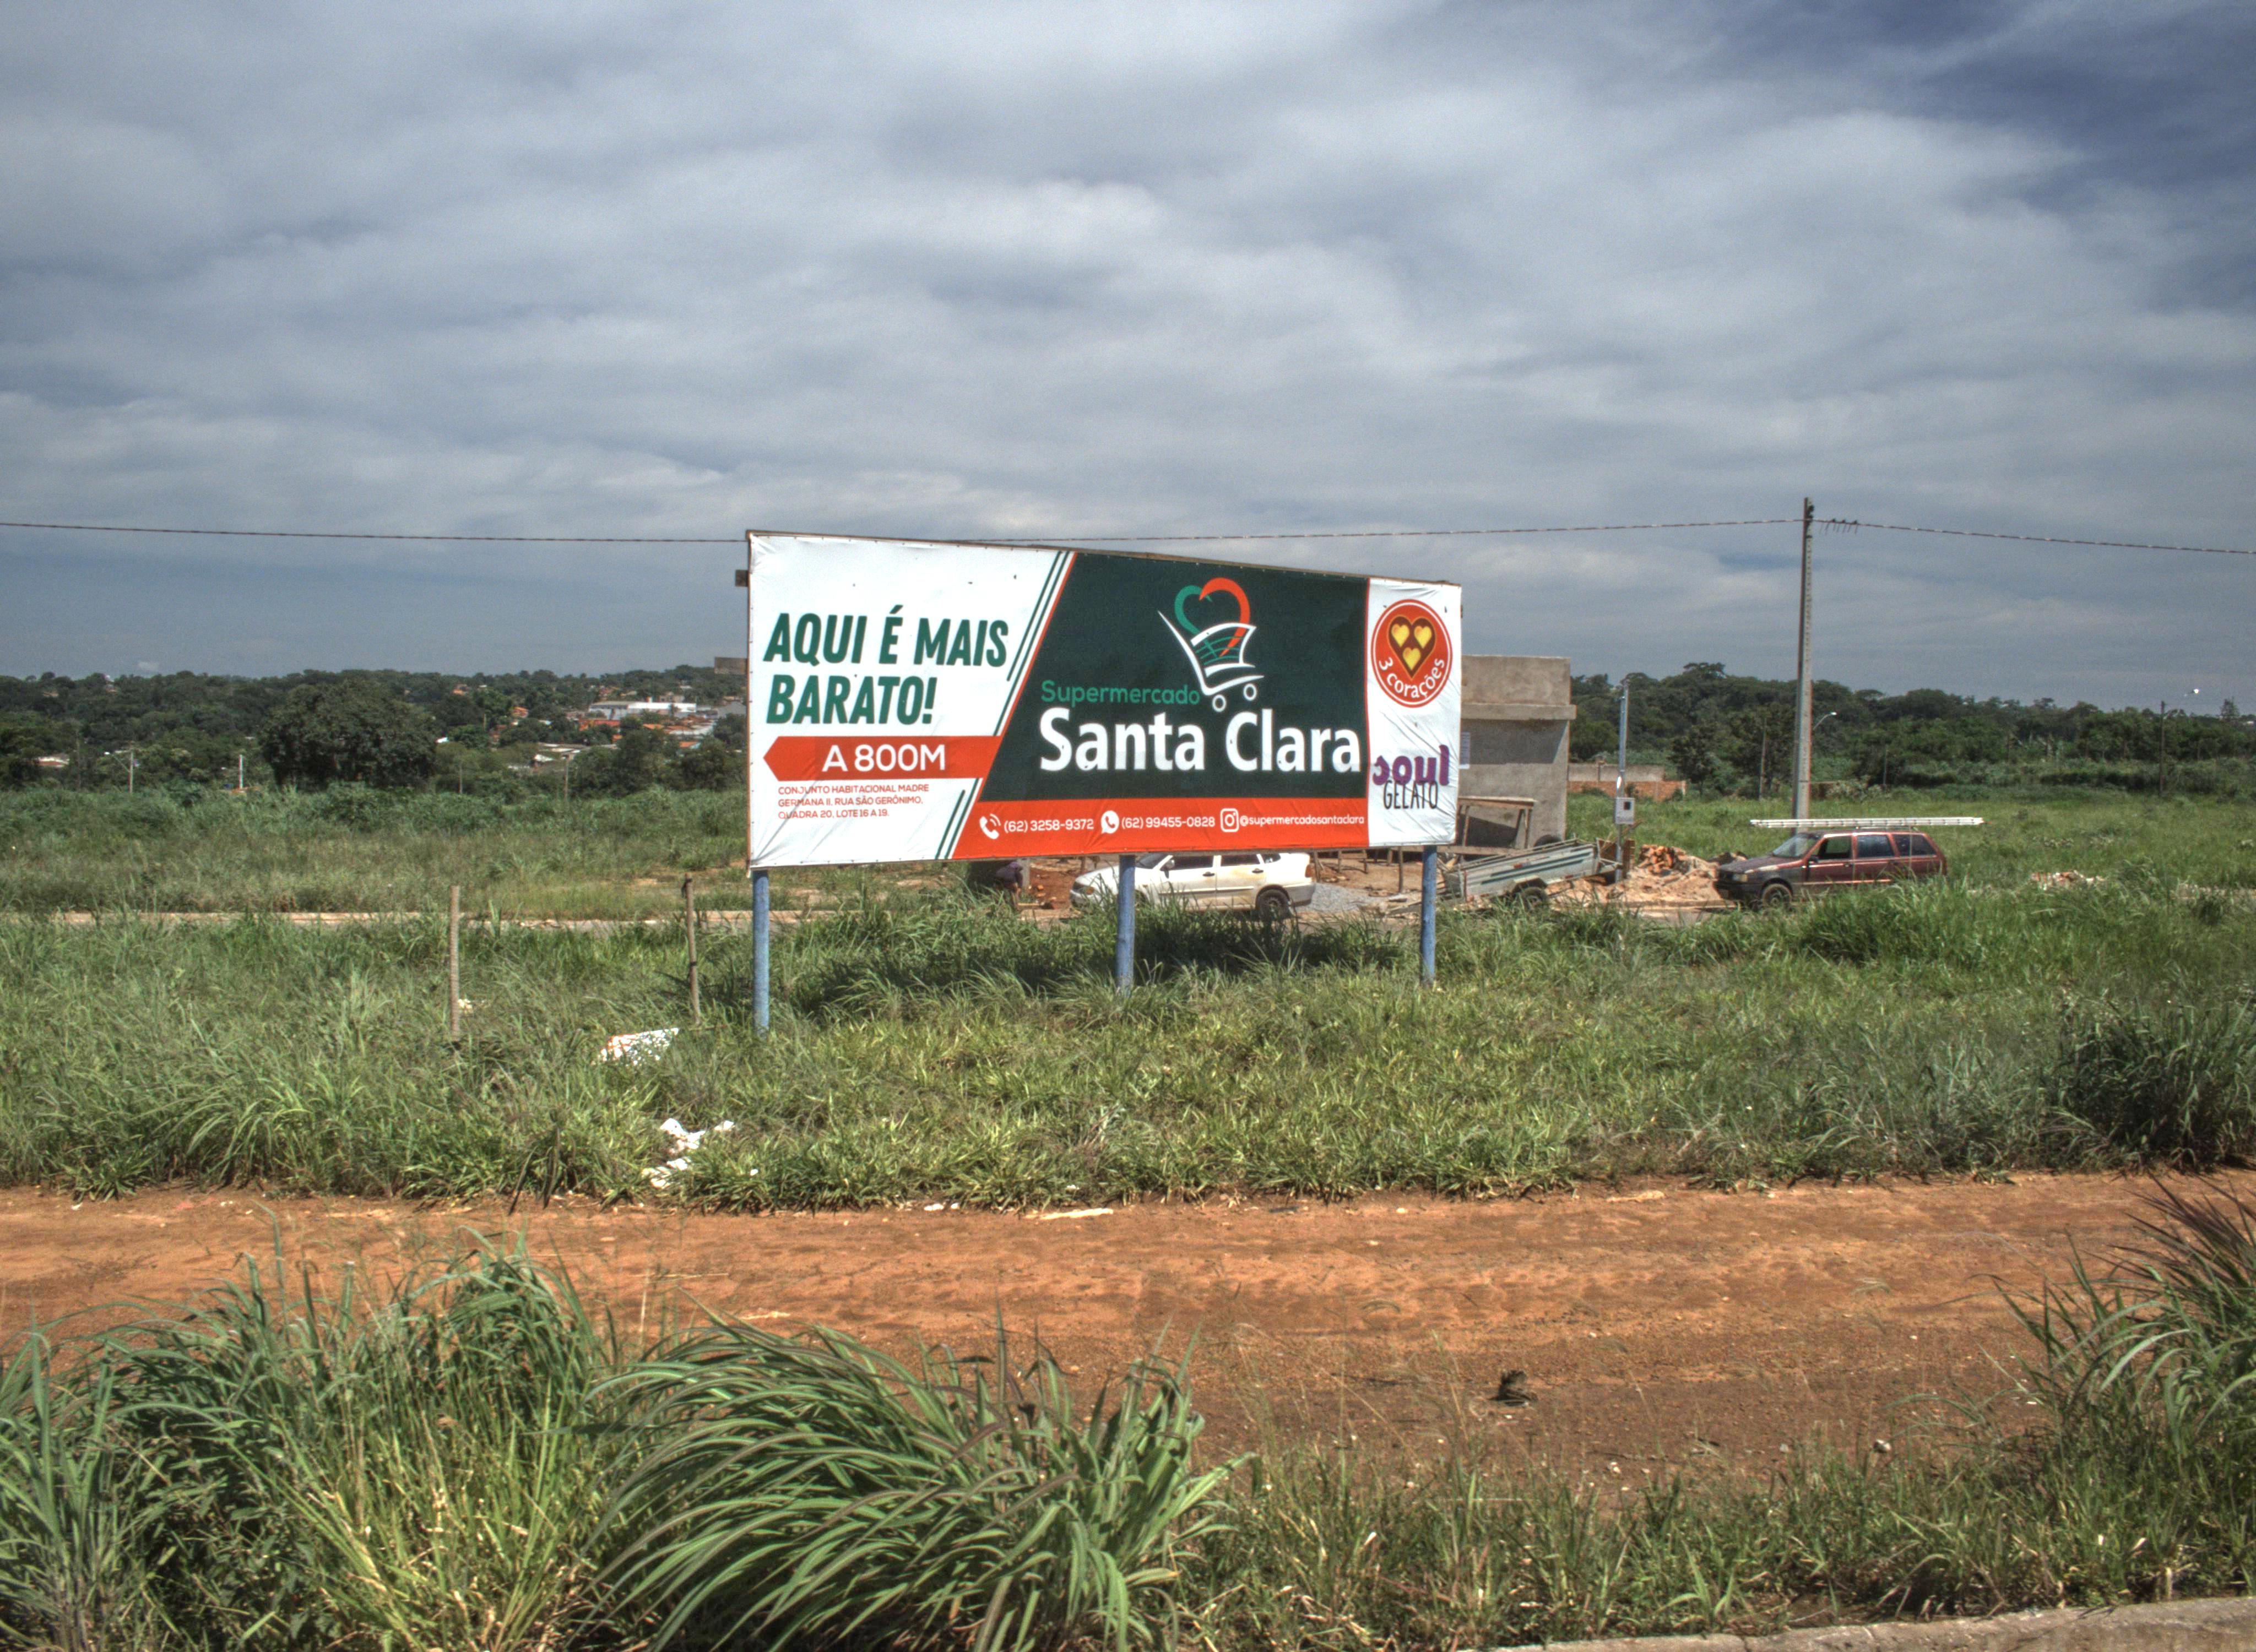 AQUI É MAIS
BARATO!
A 800M
CONJUNTO HABITACIONAL MADRE
GERMANA II, RUA SÃO GERÔNIMO,
QUADRA 20, LOTE 16 A 19.
Supermercado
Santa Clara
(62) 3258-9372 (62) 99455-0828 @supermercadosantaclara
3 corações
soul
GELATO